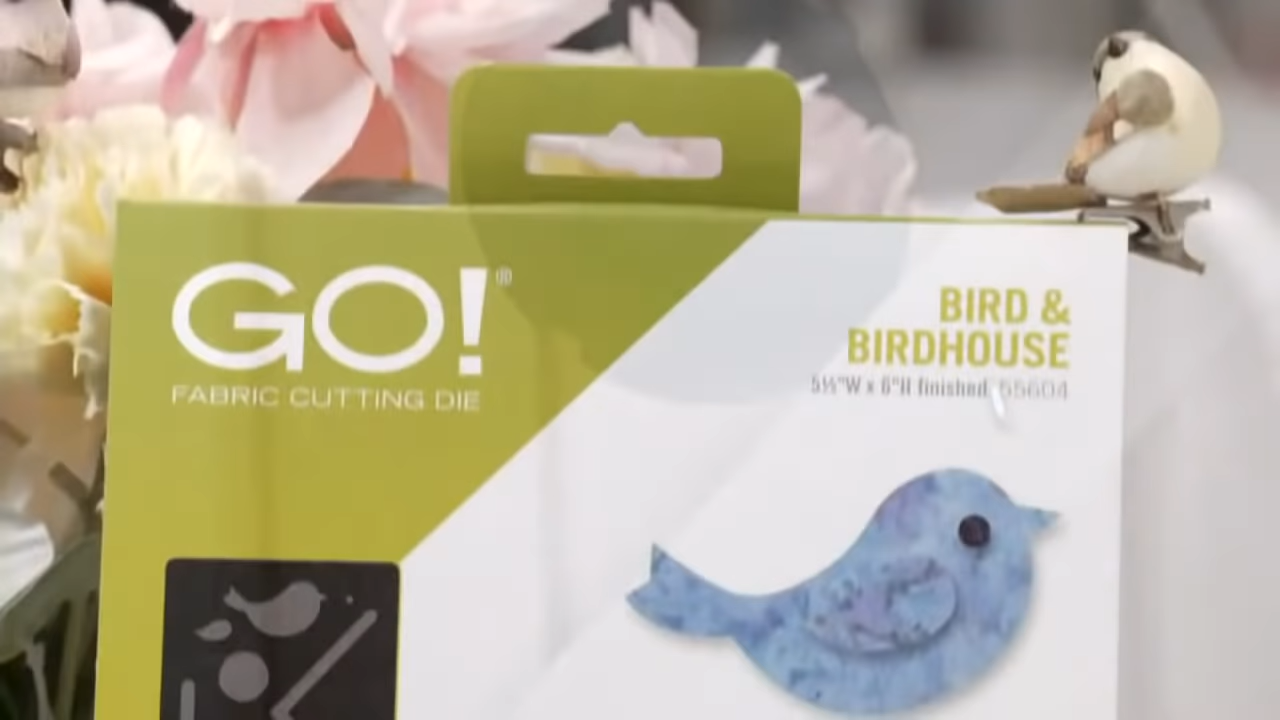 GO!®
FABRIC CUTTING DIE
BIRD &
BIRDHOUSE
5½"W x 6"H finished 55604